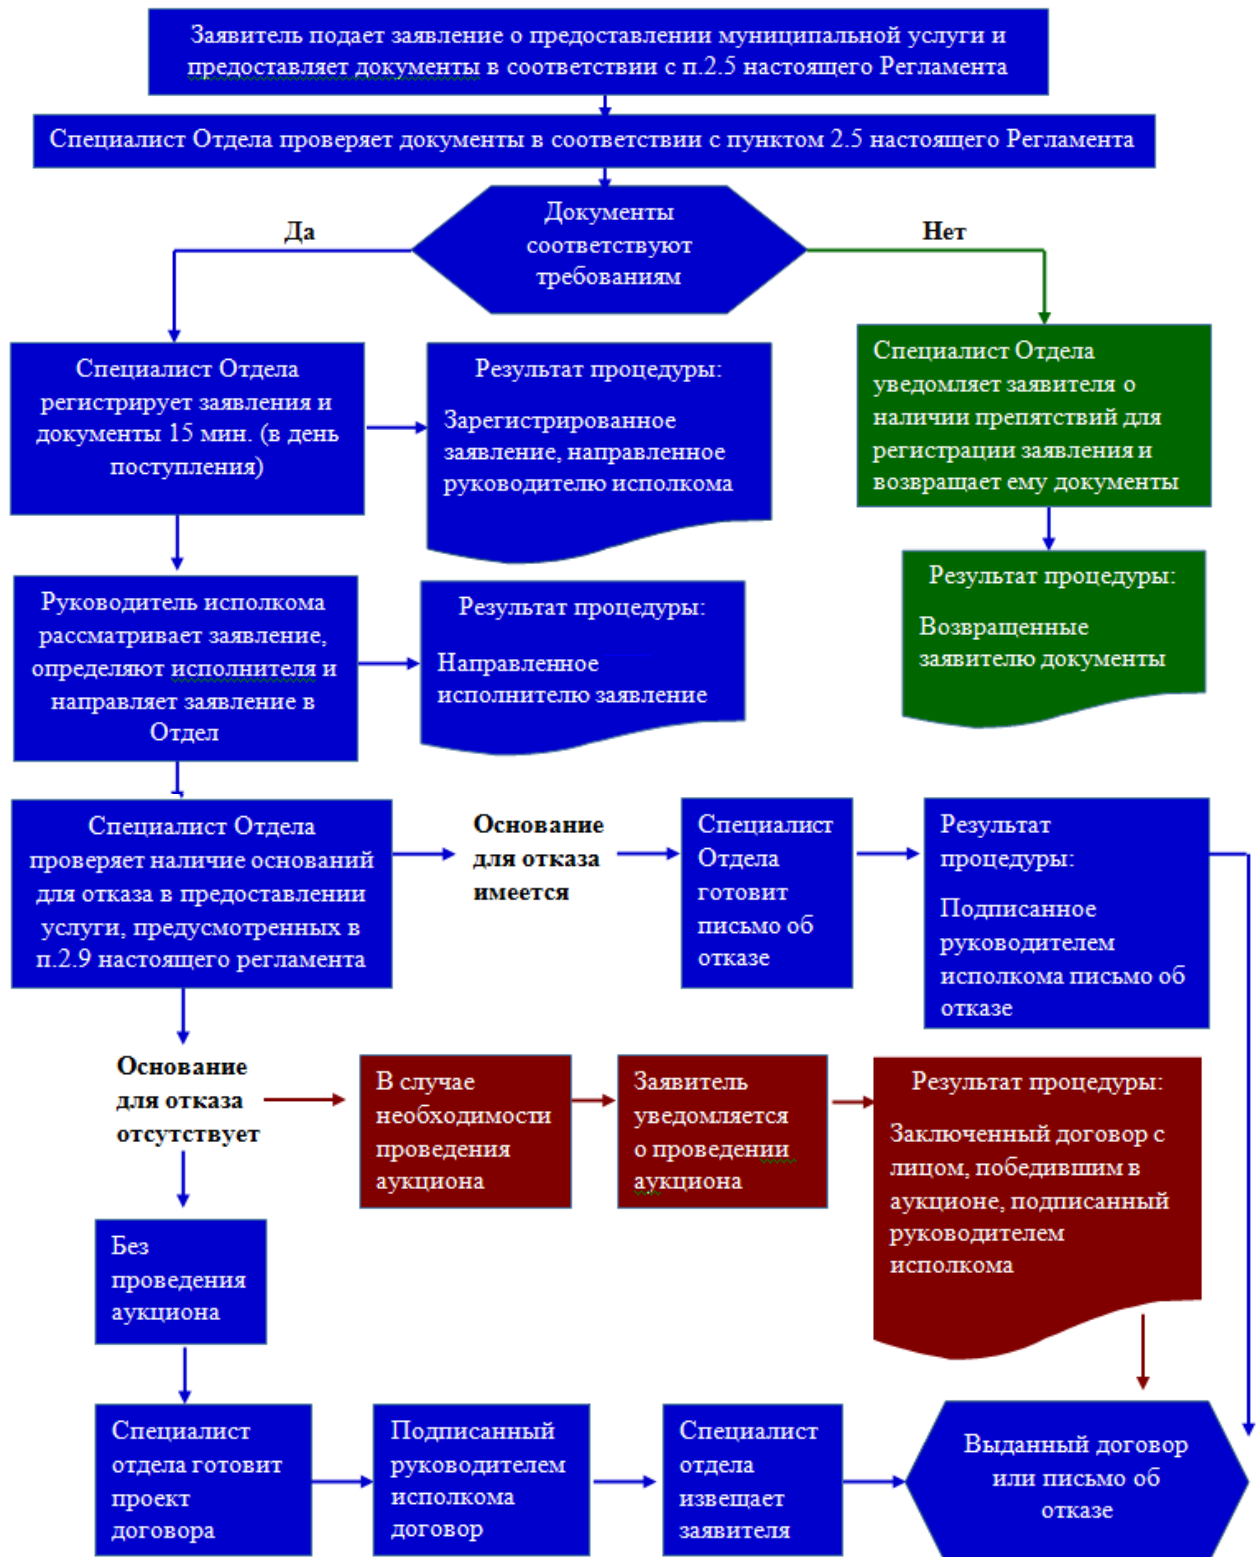 Заявитель подает заявление о предоставлении муниципальной услуги и
предоставляет документы в соответствии с п.2.5 настоящего Регламента
Специалист Отдела проверяет документы в соответствии с пунктом 2.5 настоящего Регламента
Документы
соответствуют
требованиям
Да
Нет
Специалист Отдела
регистрирует заявления и
документы 15 мин. (в день
поступления)
Результат процедуры:
Зарегистрированное
заявление, направленное
руководителю исполкома
Специалист Отдела
уведомляет заявителя о
наличии препятствий для
регистрации заявления и
возвращает ему документы
Результат процедуры:
Возвращенные
заявителю документы
Руководитель исполкома
рассматривает заявление,
определяют исполнителя и
направляет заявление в
Отдел
Результат процедуры:
Направленное
исполнителю заявление
Специалист Отдела
проверяет наличие оснований
для отказа в предоставлении
услуги, предусмотренных в
п.2.9 настоящего регламента
Основание
для отказа
имеется
Специалист
Отдела
готовит
письмо об
отказе
Результат
процедуры:
Подписанное
руководителем
исполкома письмо об
отказе
Основание
для отказа
отсутствует
В случае
необходимости
проведения
аукциона
Заявитель
уведомляется
о проведении
аукциона
Результат процедуры:
Заключенный договор с
лицом, победившим в
аукционе, подписанный
руководителем
исполкома
Без
проведения
аукциона
Специалист
отдела готовит
проект
договора
Подписанный
руководителем
исполкома
договор
Специалист
отдела
извещает
заявителя
Выданный договор
или письмо об
отказе